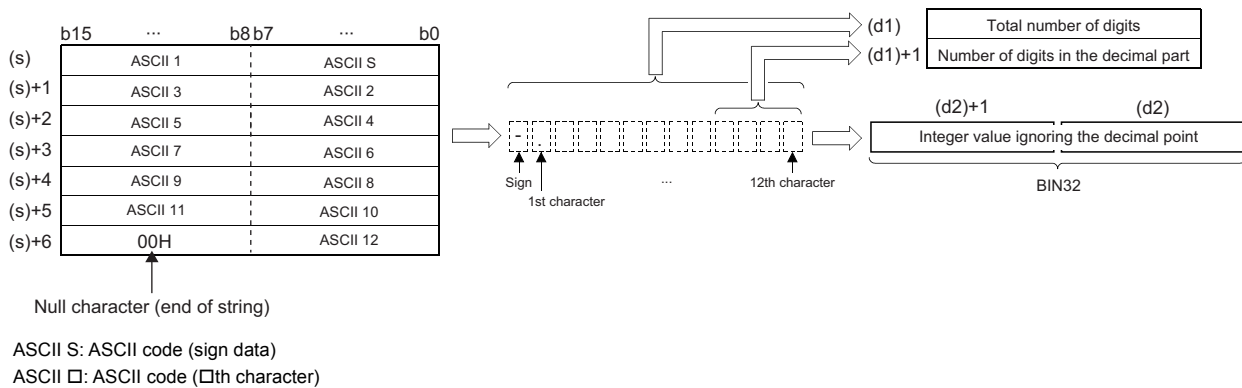 b15 ... b8 b7 ... b0
(s) ASCII 1 ASCII S
(s)+1 ASCII 3 ASCII 2
(s)+2 ASCII 5 ASCII 4
(s)+3 ASCII 7 ASCII 6
(s)+4 ASCII 9 ASCII 8
(s)+5 ASCII 11 ASCII 10
(s)+6 00H ASCII 12
Null character (end of string)
ASCII S: ASCII code (sign data)
ASCII □: ASCII code (□th character)
- .
Sign
1st character
...
12th character
(d1) Total number of digits
(d1)+1 Number of digits in the decimal part
(d2)+1 (d2)
Integer value ignoring the decimal point
BIN32